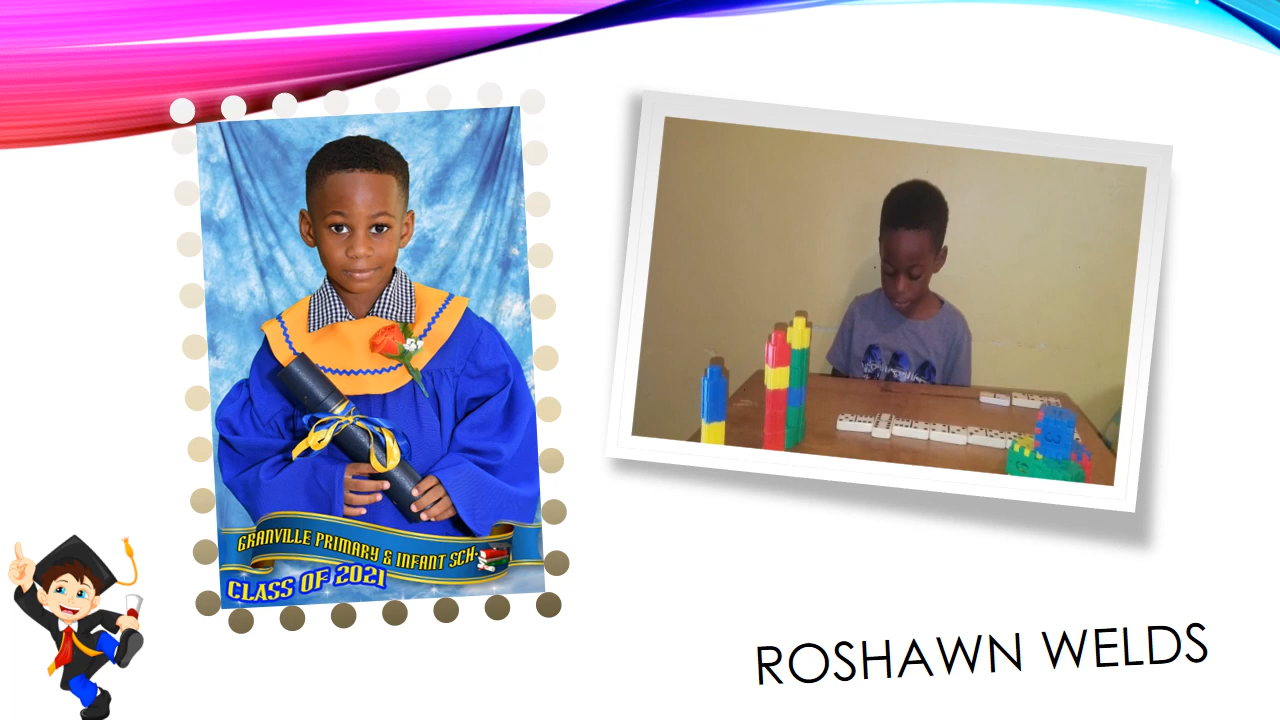 GRANVILLE PRIMARY & INFANT SCH.
CLASS OF 2021
ROSHAWN WELDS